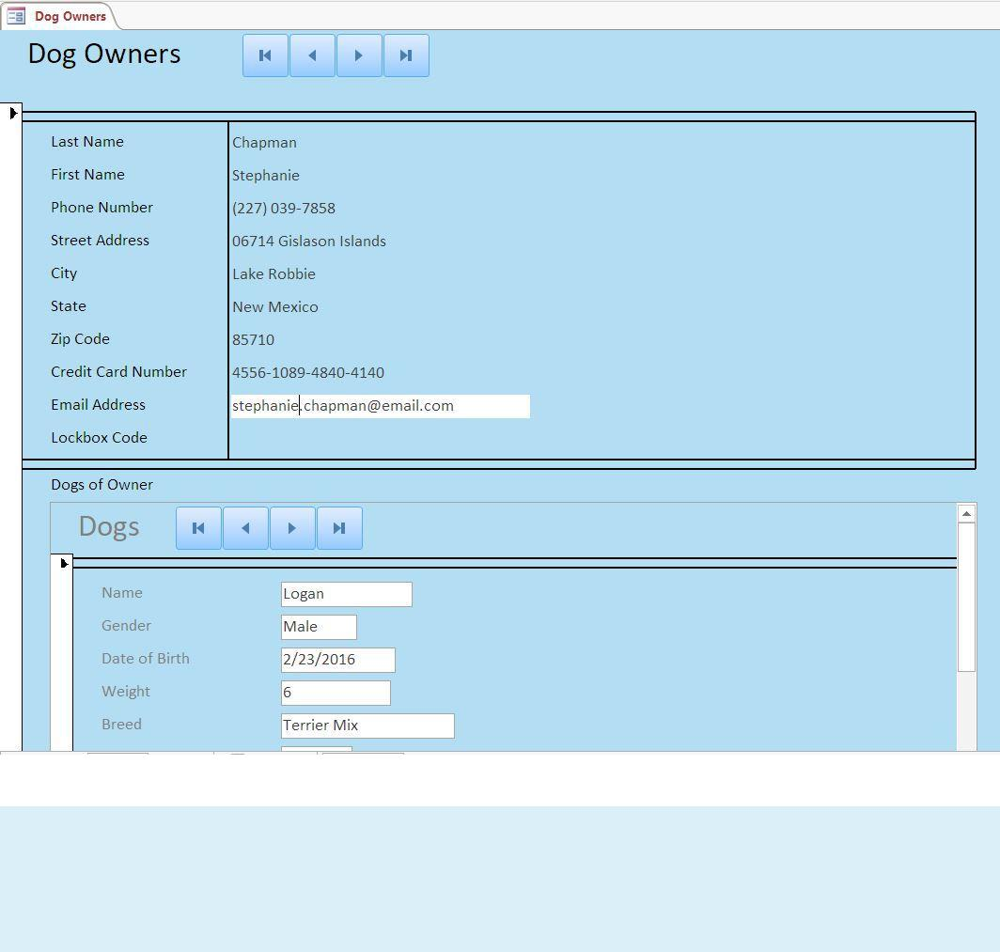 Dog Owners
Dog Owners
Last Name Chapman
First Name Stephanie
Phone Number (227) 039-7858
Street Address 06714 Gislason Islands
City Lake Robbie
State New Mexico
Zip Code 85710
Credit Card Number 4556-1089-4840-4140
Email Address stephanie.chapman@email.com
Lockbox Code
Dogs of Owner
Dogs
Name Logan
Gender Male
Date of Birth 2/23/2016
Weight 6
Breed Terrier Mix